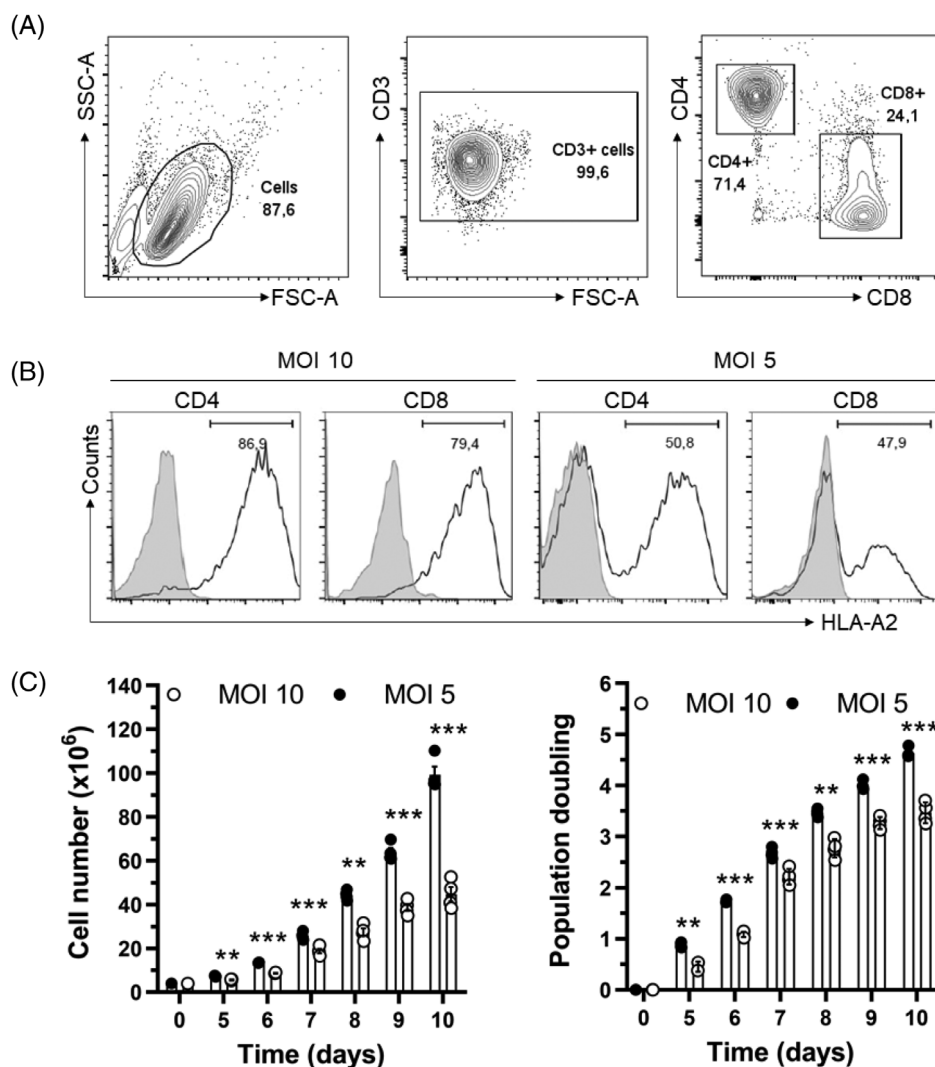 (A)
SSC-A
Cells
87,6
FSC-A
CD3
CD3+ cells
99,6
FSC-A
CD4
CD8+
24,1
CD4+
71,4
CD8
(B)
MOI 10
MOI 5
CD4
CD8
CD4
CD8
Counts
86,9
79,4
50,8
47,9
HLA-A2
(C)
MOI 10 MOI 5
Cell number (x10⁶)
140
120
100
80
60
40
20
0
** *** *** ** *** ***
0 5 6 7 8 9 10
Time (days)
MOI 10 MOI 5
Population doubling
6
5
4
3
2
1
0
** *** *** ** *** ***
0 5 6 7 8 9 10
Time (days)